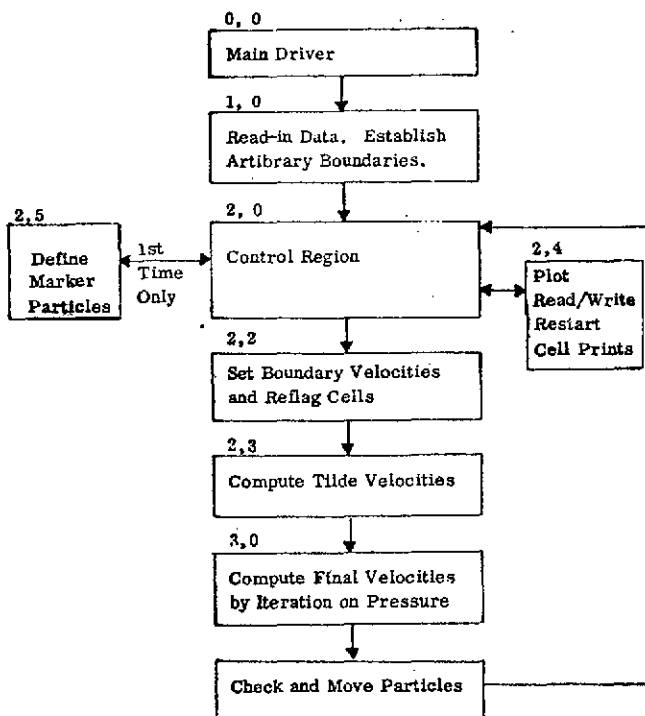 0, 0
Main Driver
1, 0
Read-in Data. Establish
Artibrary Boundaries.
2, 0
Control Region
2,5
Define
Marker
Particles
1st
Time
Only
2,4
Plot
Read/Write
Restart
Cell Prints
2,2
Set Boundary Velocities
and Reflag Cells
2,3
Compute Tilde Velocities
3,0
Compute Final Velocities
by Iteration on Pressure
Check and Move Particles